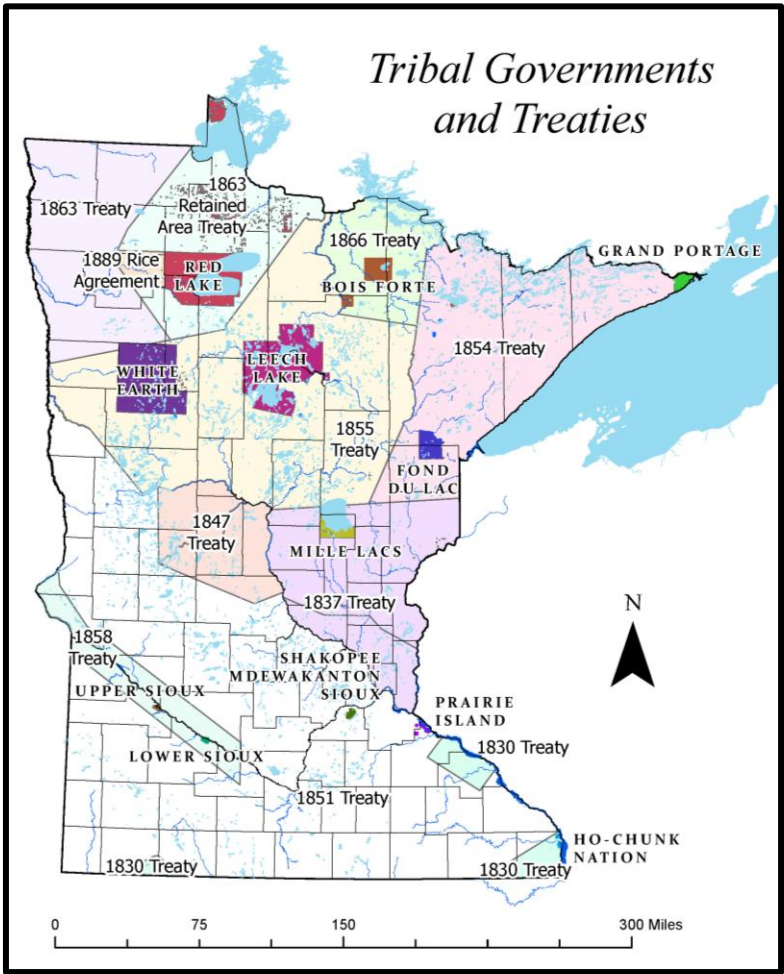 Tribal Governments
and Treaties
1863 Treaty
1863
Retained
Area Treaty
1866 Treaty
GRAND PORTAGE
1889 Rice
Agreement
RED
LAKE
BOIS FORTE
1854 Treaty
WHITE
EARTH
LEECH
LAKE
1855
Treaty
FOND
DU LAC
1847
Treaty
MILLE LACS
1837 Treaty
N
1858
Treaty
SHAKOPEE
MDEWAKANTON
SIOUX
UPPER SIOUX
PRAIRIE
ISLAND
LOWER SIOUX
1830 Treaty
1851 Treaty
HO-CHUNK
NATION
1830 Treaty
1830 Treaty
0 75 150 300 Miles